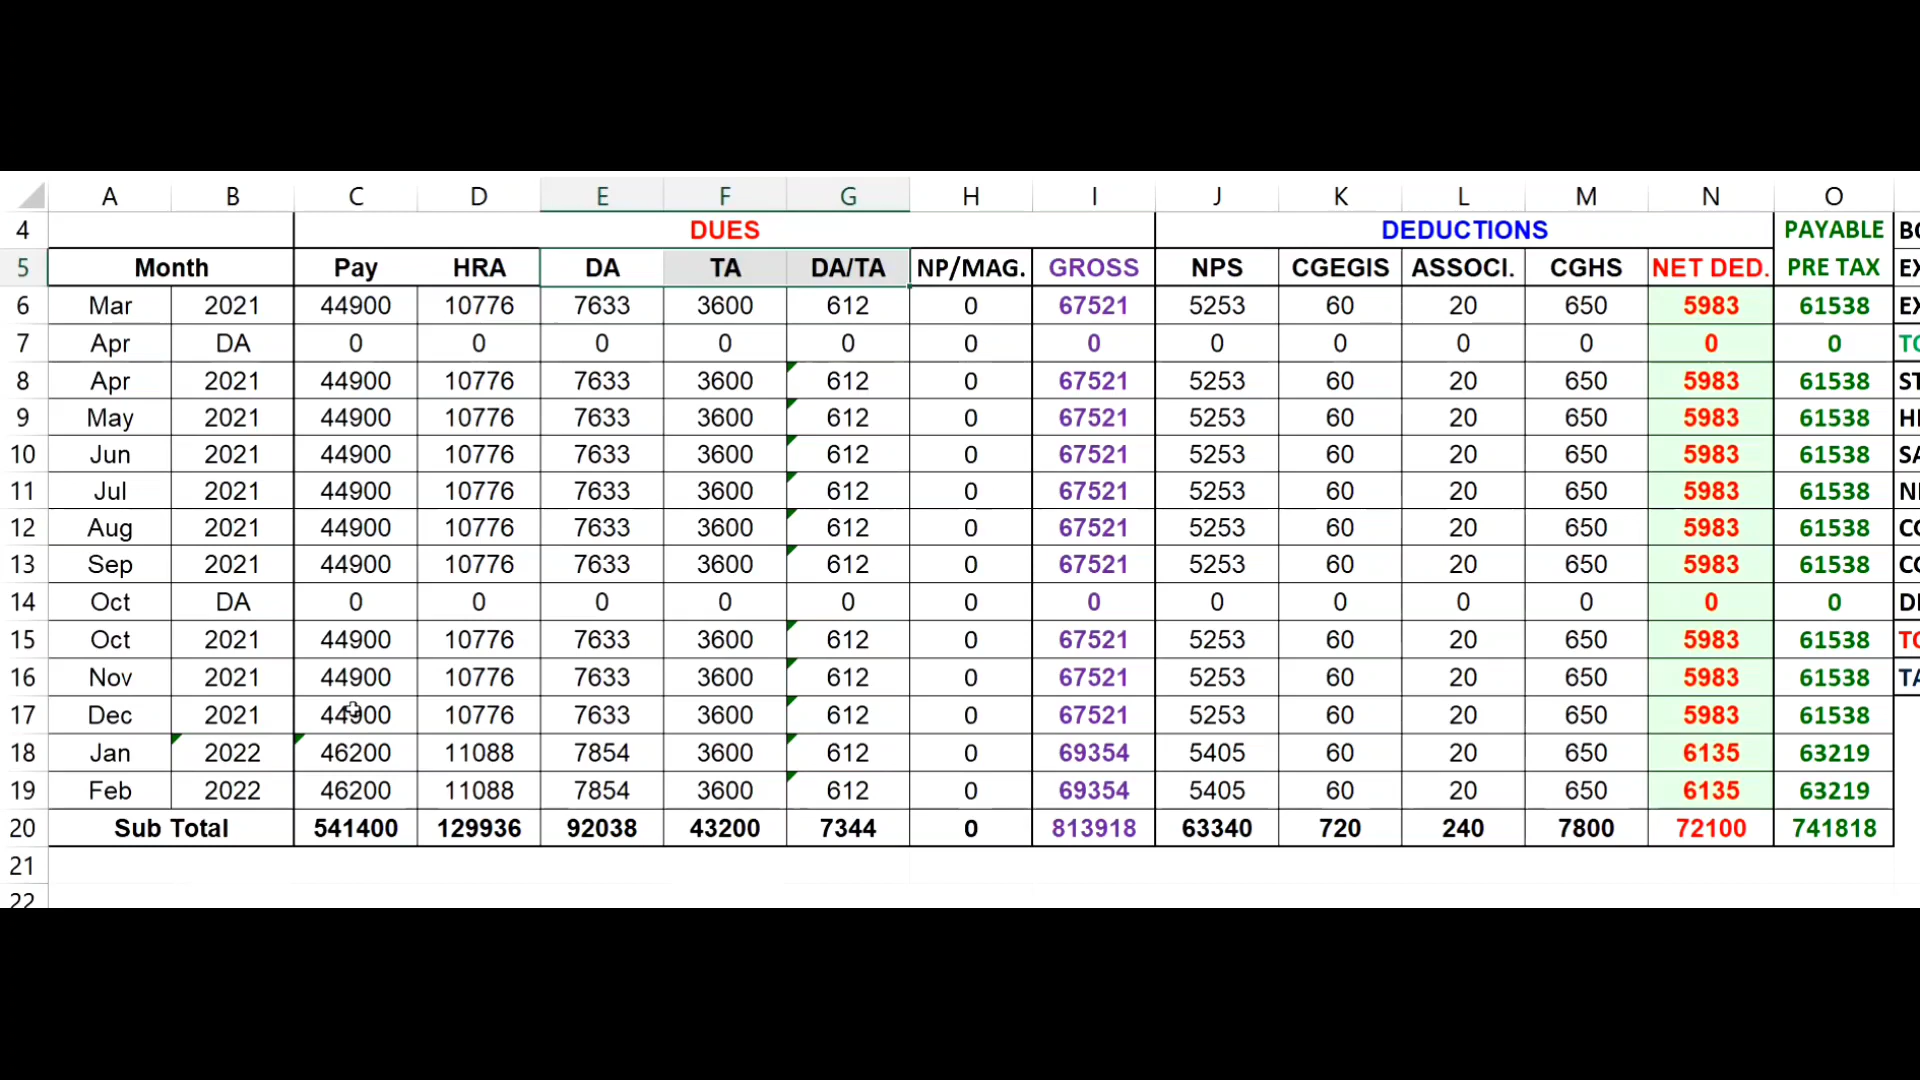 A B C D E F G H I J K L M N O
4 DUES DEDUCTIONS PAYABLE
5 Month Pay HRA DA TA DA/TA NP/MAG. GROSS NPS CGEGIS ASSOCI. CGHS NET DED. PRE TAX
6 Mar 2021 44900 10776 7633 3600 612 0 67521 5253 60 20 650 5983 61538
7 Apr DA 0 0 0 0 0 0 0 0 0 0 0 0 0
8 Apr 2021 44900 10776 7633 3600 612 0 67521 5253 60 20 650 5983 61538
9 May 2021 44900 10776 7633 3600 612 0 67521 5253 60 20 650 5983 61538
10 Jun 2021 44900 10776 7633 3600 612 0 67521 5253 60 20 650 5983 61538
11 Jul 2021 44900 10776 7633 3600 612 0 67521 5253 60 20 650 5983 61538
12 Aug 2021 44900 10776 7633 3600 612 0 67521 5253 60 20 650 5983 61538
13 Sep 2021 44900 10776 7633 3600 612 0 67521 5253 60 20 650 5983 61538
14 Oct DA 0 0 0 0 0 0 0 0 0 0 0 0 0
15 Oct 2021 44900 10776 7633 3600 612 0 67521 5253 60 20 650 5983 61538
16 Nov 2021 44900 10776 7633 3600 612 0 67521 5253 60 20 650 5983 61538
17 Dec 2021 44900 10776 7633 3600 612 0 67521 5253 60 20 650 5983 61538
18 Jan 2022 46200 11088 7854 3600 612 0 69354 5405 60 20 650 6135 63219
19 Feb 2022 46200 11088 7854 3600 612 0 69354 5405 60 20 650 6135 63219
20 Sub Total 541400 129936 92038 43200 7344 0 813918 63340 720 240 7800 72100 741818
21
22